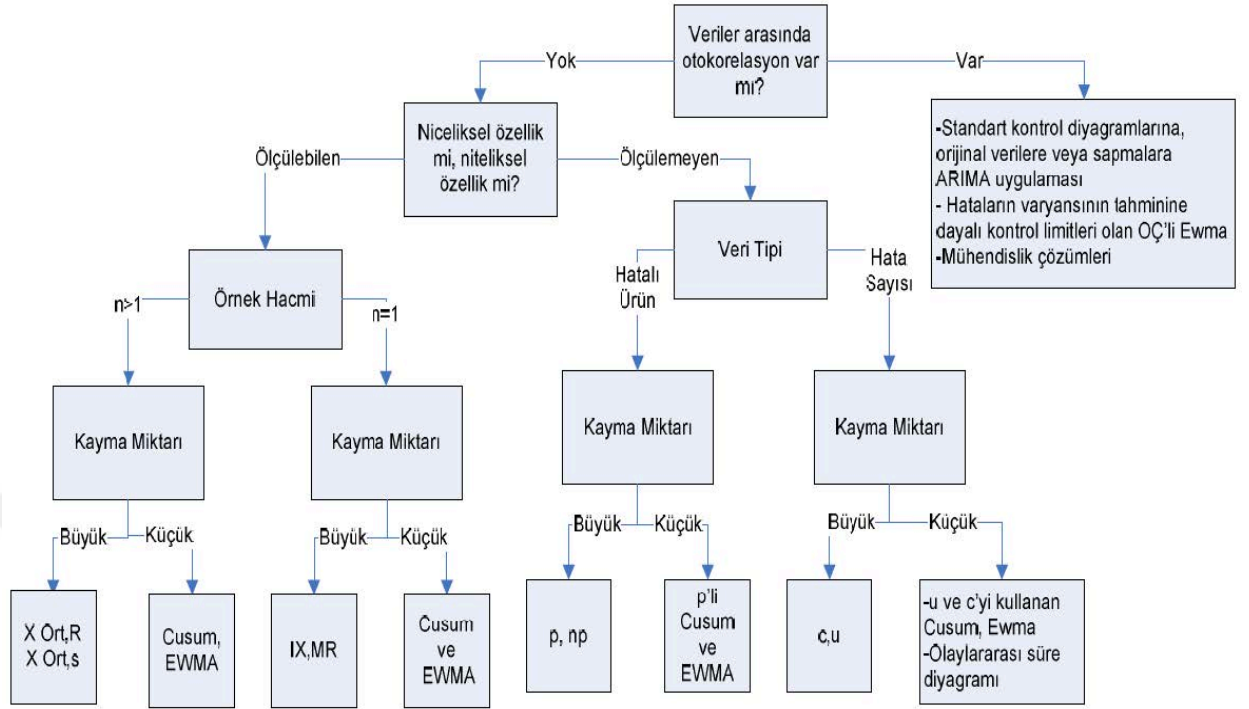 Veriler arasında
otokorelasyon var
mı?
Yok
Var
Niceliksel özellik
mi, niteliksel
özellik mi?
-Standart kontrol diyagramlarına,
orijinal verilere veya sapmalara
ARIMA uygulaması
- Hataların varyansının tahminine
dayalı kontrol limitleri olan OÇ'li Ewma
-Mühendislik çözümleri
Ölçülebilen
Ölçülemeyen
Örnek Hacmi
Veri Tipi
n>1
n=1
Hatalı
Ürün
Hata
Sayısı
Kayma Miktarı
Kayma Miktarı
Kayma Miktarı
Kayma Miktarı
Büyük
Küçük
Büyük
Küçük
Büyük
Küçük
Büyük
Küçük
X Ort,R
X Ort,s
Cusum,
EWMA
IX,MR
Cusum
ve
EWMA
p, np
p'li
Cusum
ve
EWMA
c,u
-u ve c'yi kullanan
Cusum, Ewma
-Olaylararası süre
diyagramı